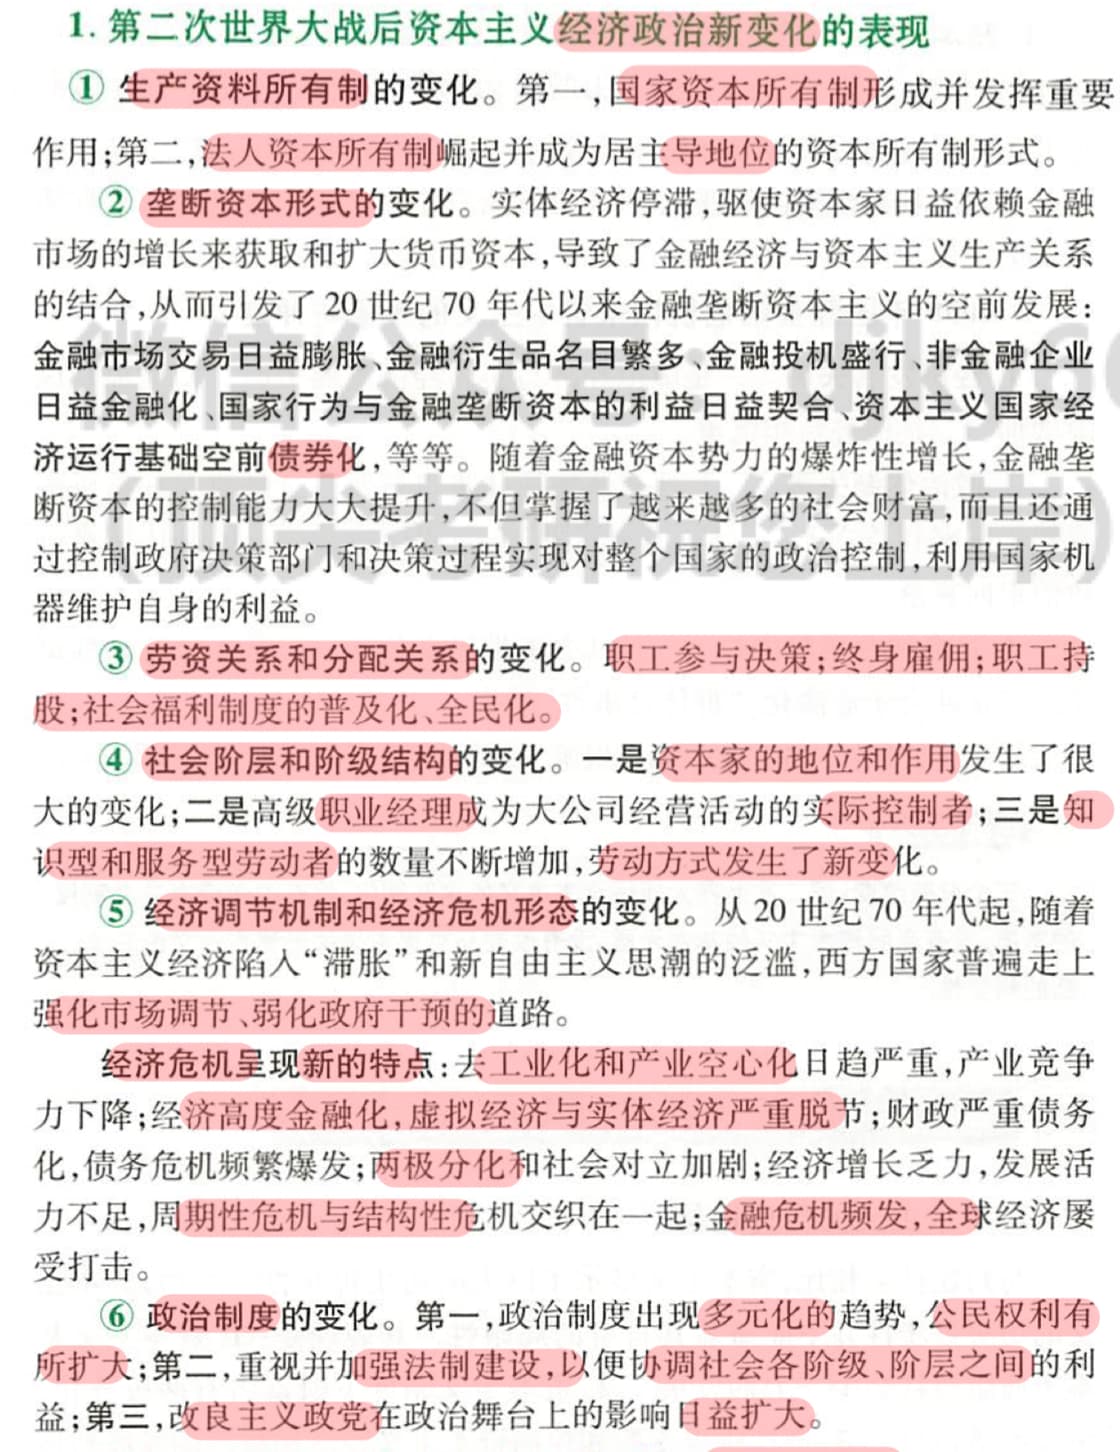 1. 第二次世界大战后资本主义经济政治新变化的表现
① 生产资料所有制的变化。第一,国家资本所有制形成并发挥重要
作用;第二,法人资本所有制崛起并成为居主导地位的资本所有制形式。
② 垄断资本形式的变化。实体经济停滞,驱使资本家日益依赖金融
市场的增长来获取和扩大货币资本,导致了金融经济与资本主义生产关系
的结合,从而引发了 20 世纪 70 年代以来金融垄断资本主义的空前发展:
金融市场交易日益膨胀、金融衍生品名目繁多、金融投机盛行、非金融企业
日益金融化、国家行为与金融垄断资本的利益日益契合、资本主义国家经
济运行基础空前债券化,等等。随着金融资本势力的爆炸性增长,金融垄
断资本的控制能力大大提升,不但掌握了越来越多的社会财富,而且还通
过控制政府决策部门和决策过程实现对整个国家的政治控制,利用国家机
器维护自身的利益。
③ 劳资关系和分配关系的变化。职工参与决策;终身雇佣;职工持
股;社会福利制度的普及化、全民化。
④ 社会阶层和阶级结构的变化。一是资本家的地位和作用发生了很
大的变化;二是高级职业经理成为大公司经营活动的实际控制者;三是知
识型和服务型劳动者的数量不断增加,劳动方式发生了新变化。
⑤ 经济调节机制和经济危机形态的变化。从 20 世纪 70 年代起,随着
资本主义经济陷入“滞胀”和新自由主义思潮的泛滥,西方国家普遍走上
强化市场调节、弱化政府干预的道路。
经济危机呈现新的特点:去工业化和产业空心化日趋严重,产业竞争
力下降;经济高度金融化,虚拟经济与实体经济严重脱节;财政严重债务
化,债务危机频繁爆发;两极分化和社会对立加剧;经济增长乏力,发展活
力不足,周期性危机与结构性危机交织在一起;金融危机频发,全球经济屡
受打击。
⑥ 政治制度的变化。第一,政治制度出现多元化的趋势,公民权利有
所扩大;第二,重视并加强法制建设,以便协调社会各阶级、阶层之间的利
益;第三,改良主义政党在政治舞台上的影响日益扩大。
微信公众号:djky6
(顶尖考研祝您上岸)